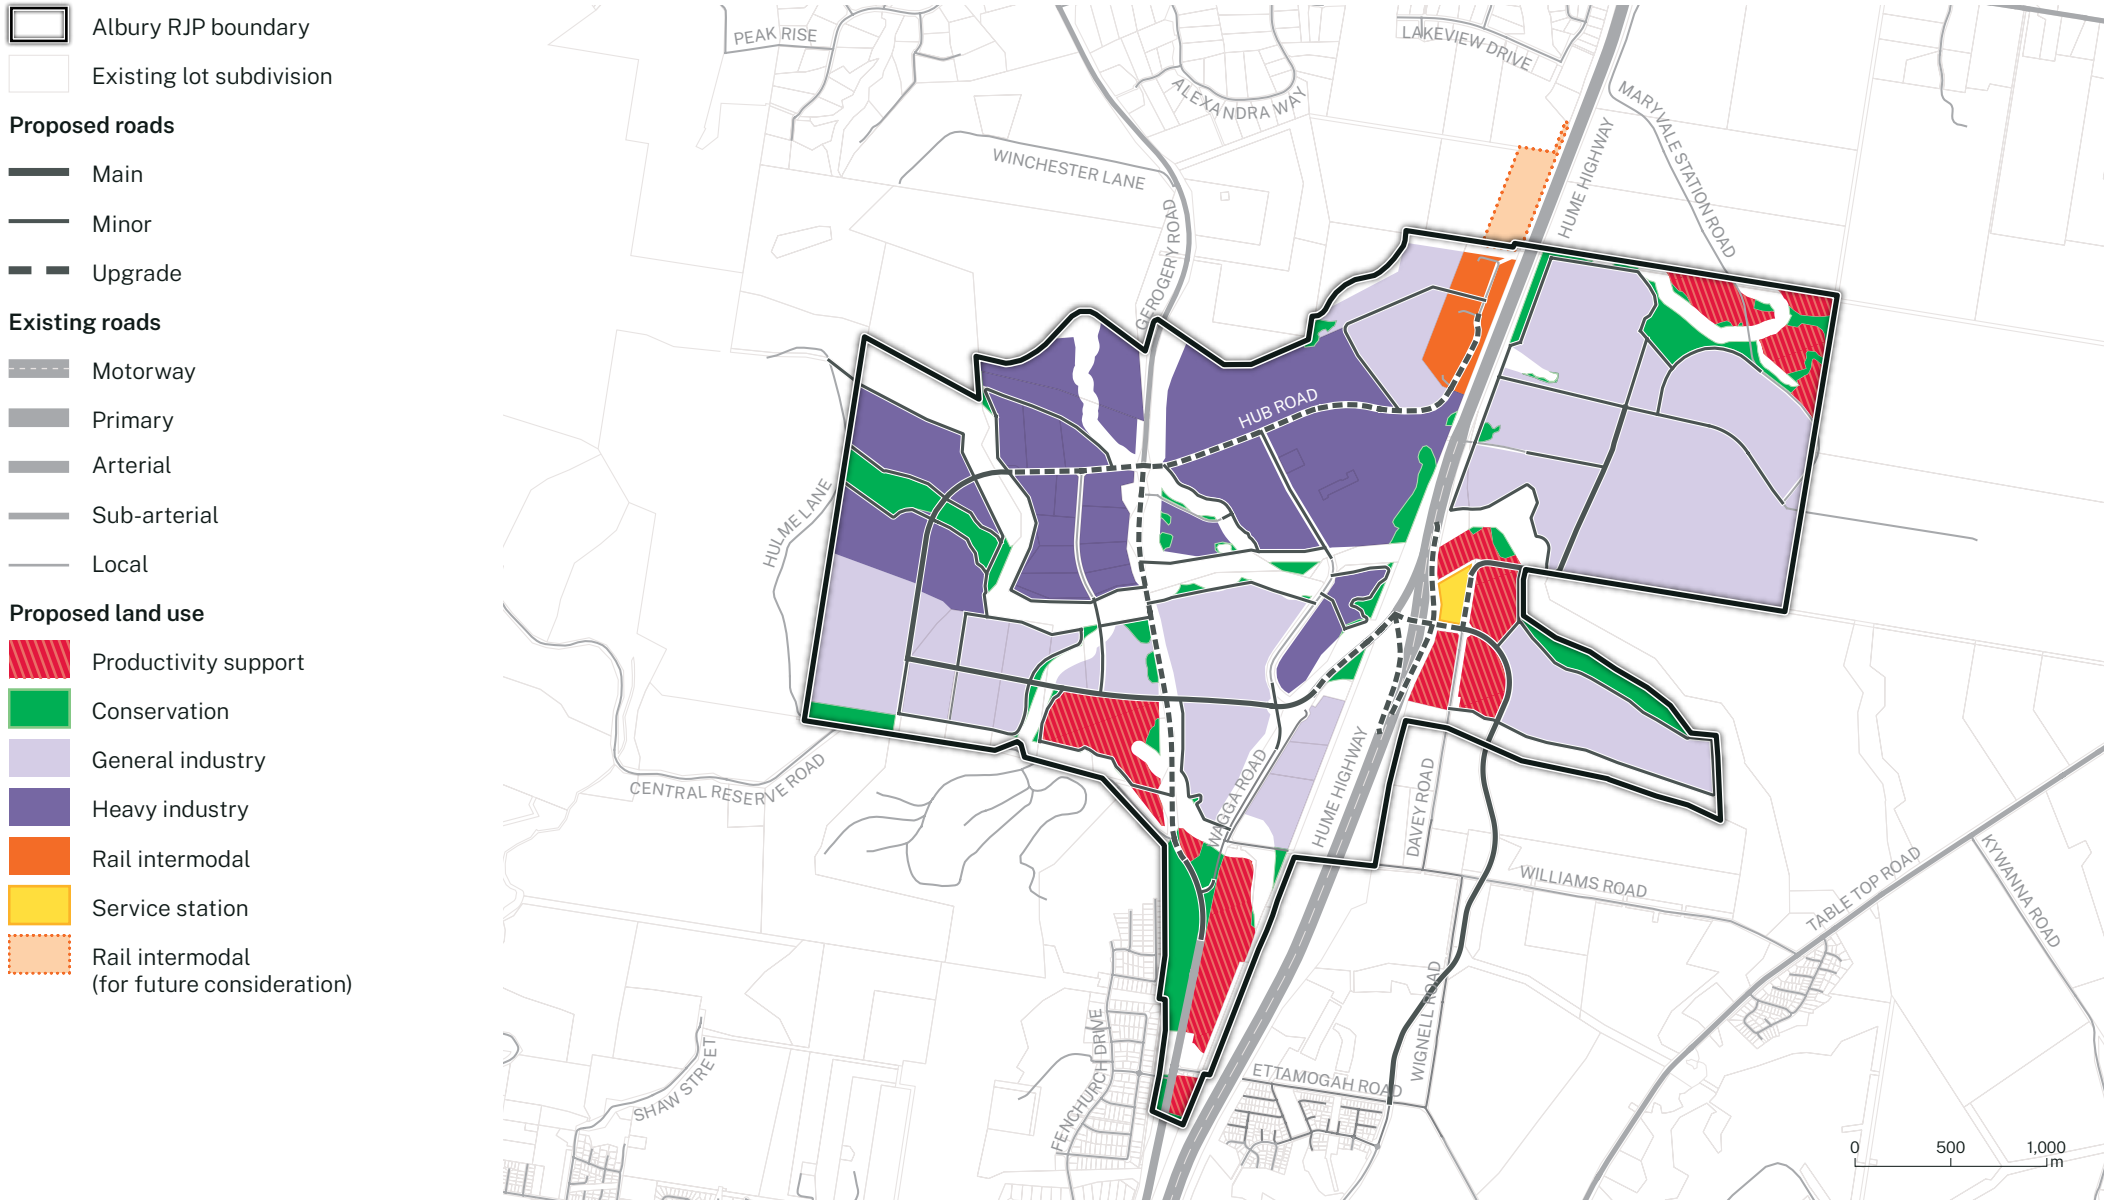 Albury RJP boundary
Existing lot subdivision
Proposed roads
Main
Minor
Upgrade
Existing roads
Motorway
Primary
Arterial
Sub-arterial
Local
Proposed land use
Productivity support
Conservation
General industry
Heavy industry
Rail intermodal
Service station
Rail intermodal
(for future consideration)
PEAK RISE
LAKEVIEW DRIVE
ALEXANDRA WAY
MARYVALE STATION ROAD
WINCHESTER LANE
HUME HIGHWAY
GEROGERY ROAD
HUB ROAD
HULME LANE
CENTRAL RESERVE ROAD
WAGGA ROAD
HUME HIGHWAY
DAVEY ROAD
WILLIAMS ROAD
TABLE TOP ROAD
KYWANNA ROAD
WIGNELL ROAD
SHAW STREET
FENCHURCH DRIVE
ETTAMOGAH ROAD
0 500 1,000
m